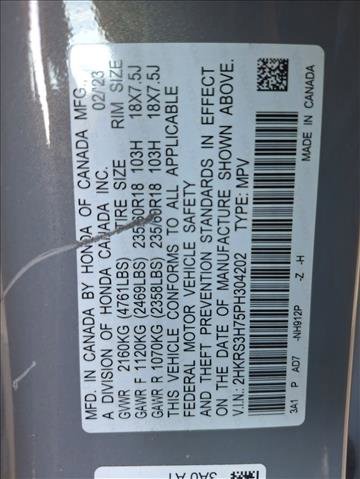 MFD. IN CANADA BY HONDA OF CANADA MFG.,
A DIVISION OF HONDA CANADA INC. 02/23
TIRE SIZE RIM SIZE
GVWR 2160KG (4761LBS)
GAWR F 1120KG (2469LBS) 235/60R18 103H 18X7.5J
GAWR R 1070KG (2358LBS) 235/60R18 103H 18X7.5J
THIS VEHICLE CONFORMS TO ALL APPLICABLE
FEDERAL MOTOR VEHICLE SAFETY
THEFT PREVENTION STANDARDS IN EFFECT
ON THE DATE OF MANUFACTURE SHOWN ABOVE.
V.I.N.: 2HKRS3H75PH304202 TYPE: MPV
3A1 P AD7 -NH912P -Z -H
MADE IN CANADA
3A0 A1